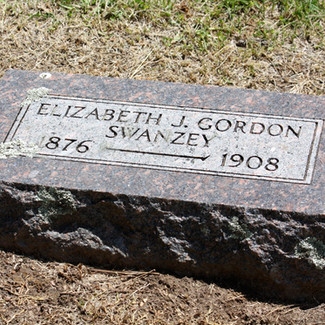 ELIZABETH J. GORDON
SWANZEY
1876 1908